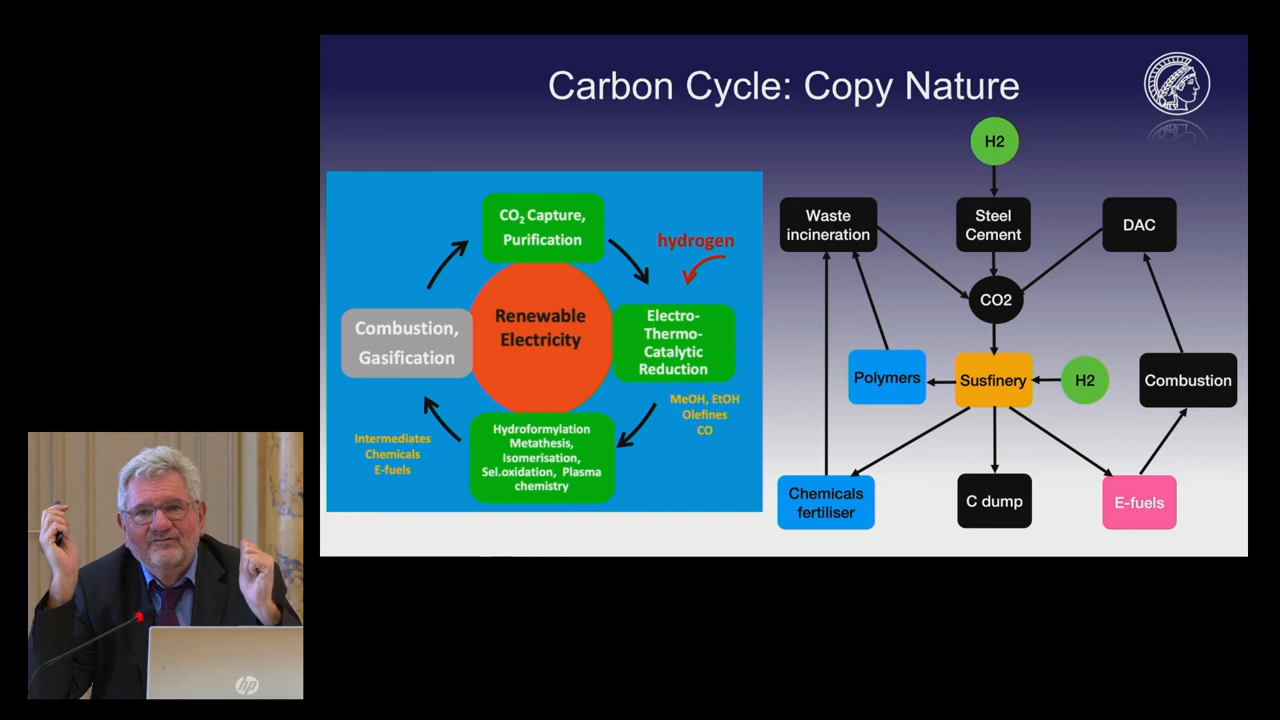 Carbon Cycle: Copy Nature
CO₂ Capture,
Purification
hydrogen
Renewable
Electricity
Electro-
Thermo-
Catalytic
Reduction
Combustion,
Gasification
MeOH, EtOH
Olefines
CO
Hydroformylation
Metathesis,
Isomerisation,
Sel.oxidation, Plasma
chemistry
Intermediates
Chemicals
E-fuels
H2
Waste
incineration
Steel
Cement
DAC
CO2
Polymers
Susfinery
H2
Combustion
Chemicals
fertiliser
C dump
E-fuels
hp